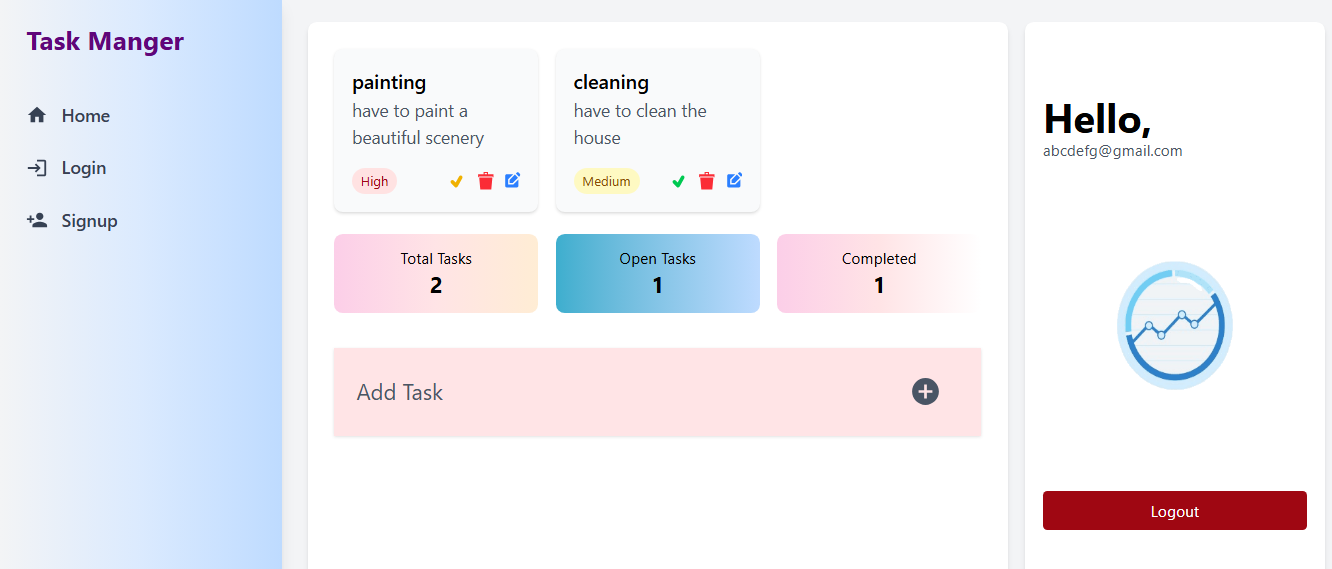 Task Manger
Home
Login
Signup
painting
have to paint a
beautiful scenery
High
cleaning
have to clean the
house
Medium
Total Tasks
2
Open Tasks
1
Completed
1
Add Task
Hello,
abcdefg@gmail.com
Logout